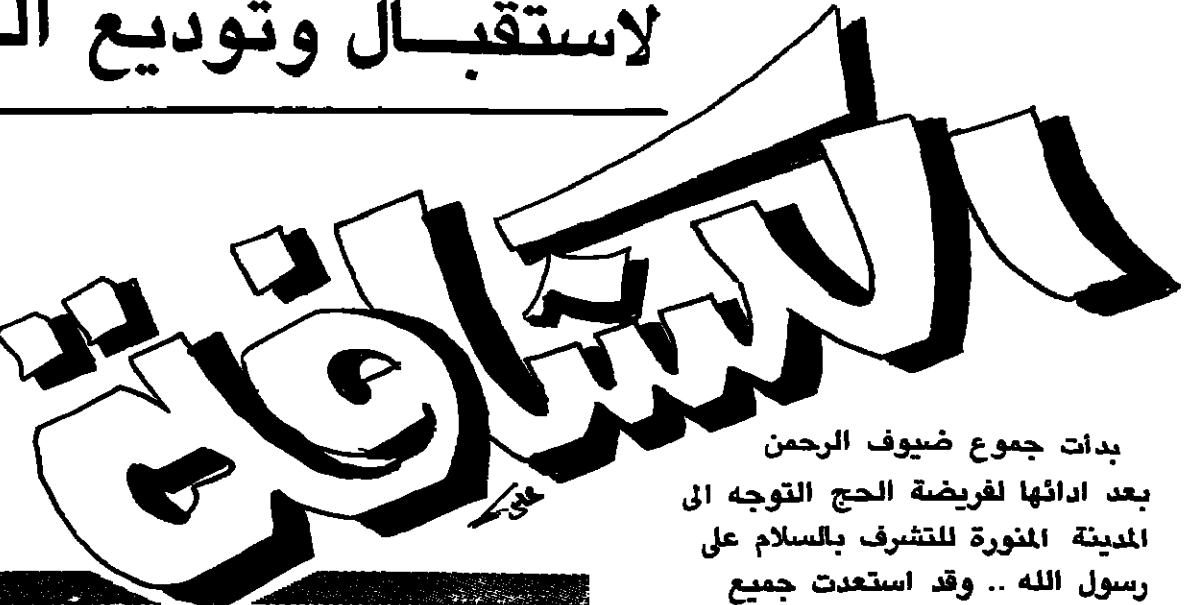 لاستقبال وتوديع
الكشافة
على
بدأت جموع ضيوف الرحمن
بعد ادائها لفريضة الحج التوجه الى
المدينة المنورة للتشرف بالسلام على
رسول الله .. وقد استعدت جميع